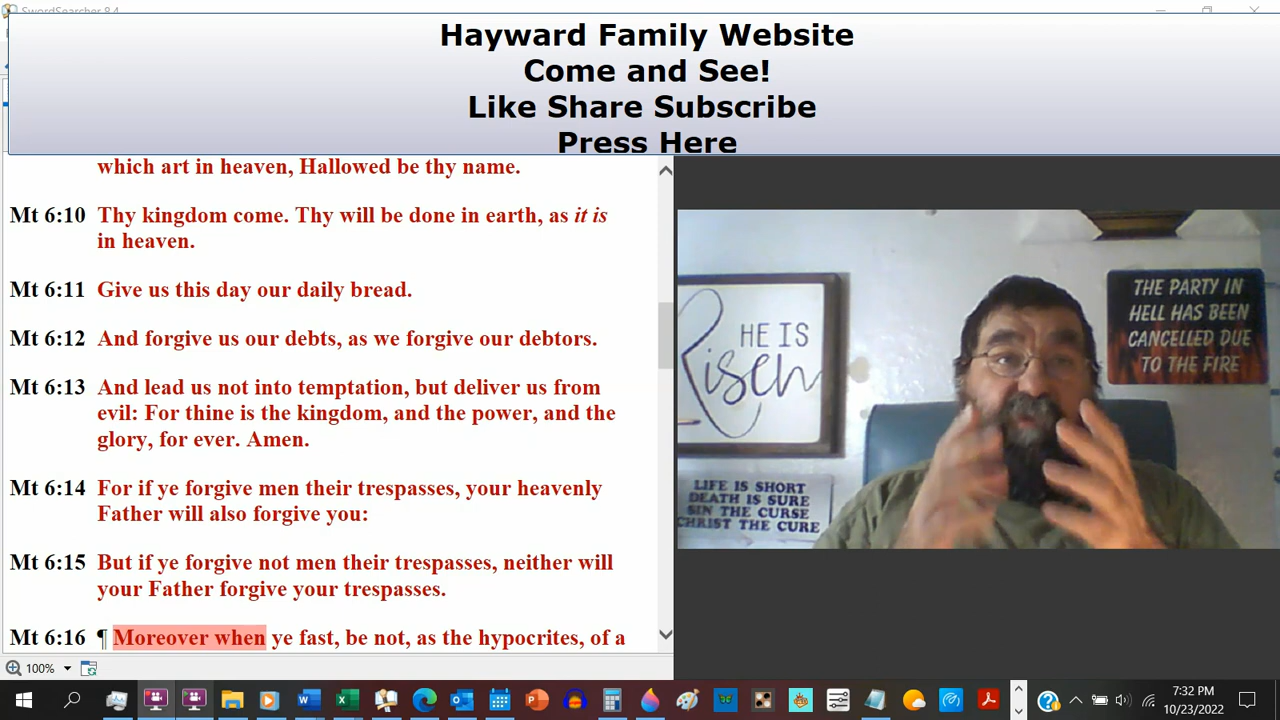 SwordSearcher 8.4
Hayward Family Website
Come and See!
Like Share Subscribe
Press Here
which art in heaven, Hallowed be thy name.
Mt 6:10 Thy kingdom come. Thy will be done in earth, as it is
in heaven.
Mt 6:11 Give us this day our daily bread.
Mt 6:12 And forgive us our debts, as we forgive our debtors.
Mt 6:13 And lead us not into temptation, but deliver us from
evil: For thine is the kingdom, and the power, and the
glory, for ever. Amen.
Mt 6:14 For if ye forgive men their trespasses, your heavenly
Father will also forgive you:
Mt 6:15 But if ye forgive not men their trespasses, neither will
your Father forgive your trespasses.
Mt 6:16 ¶ Moreover when ye fast, be not, as the hypocrites, of a
100%
HE IS
Risen
LIFE IS SHORT
DEATH IS SURE
SIN THE CURSE
CHRIST THE CURE
THE PARTY IN
HELL HAS BEEN
CANCELLED DUE
TO THE FIRE
7:32 PM
10/23/2022